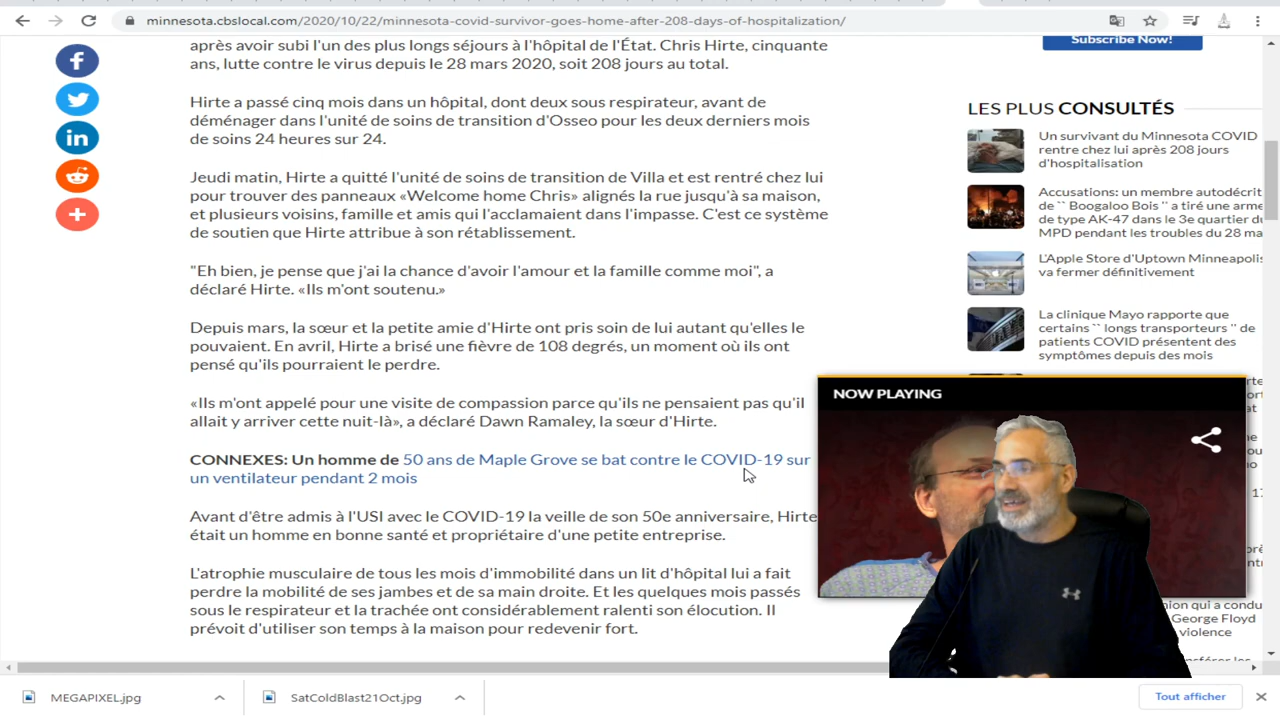 minnesota.cbslocal.com/2020/10/22/minnesota-covid-survivor-goes-home-after-208-days-of-hospitalization/
après avoir subi l'un des plus longs séjours à l'hôpital de l'État. Chris Hirte, cinquante
ans, lutte contre le virus depuis le 28 mars 2020, soit 208 jours au total.
Hirte a passé cinq mois dans un hôpital, dont deux sous respirateur, avant de
déménager dans l'unité de soins de transition d'Osseo pour les deux derniers mois
de soins 24 heures sur 24.
Jeudi matin, Hirte a quitté l'unité de soins de transition de Villa et est rentré chez lui
pour trouver des panneaux «Welcome home Chris» alignés la rue jusqu'à sa maison,
et plusieurs voisins, famille et amis qui l'acclamaient dans l'impasse. C'est ce système
de soutien que Hirte attribue à son rétablissement.
"Eh bien, je pense que j'ai la chance d'avoir l'amour et la famille comme moi", a
déclaré Hirte. «Ils m'ont soutenu.»
Depuis mars, la sœur et la petite amie d'Hirte ont pris soin de lui autant qu'elles le
pouvaient. En avril, Hirte a brisé une fièvre de 108 degrés, un moment où ils ont
pensé qu'ils pourraient le perdre.
«Ils m'ont appelé pour une visite de compassion parce qu'ils ne pensaient pas qu'il
allait y arriver cette nuit-là», a déclaré Dawn Ramaley, la sœur d'Hirte.
CONNEXES: Un homme de 50 ans de Maple Grove se bat contre le COVID-19 sur
un ventilateur pendant 2 mois
Avant d'être admis à l'USI avec le COVID-19 la veille de son 50e anniversaire, Hirte
était un homme en bonne santé et propriétaire d'une petite entreprise.
L'atrophie musculaire de tous les mois d'immobilité dans un lit d'hôpital lui a fait
perdre la mobilité de ses jambes et de sa main droite. Et les quelques mois passés
sous le respirateur et la trachée ont considérablement ralenti son élocution. Il
prévoit d'utiliser son temps à la maison pour redevenir fort.
Subscribe Now!
LES PLUS CONSULTÉS
Un survivant du Minnesota COVID
rentre chez lui après 208 jours
d'hospitalisation
Accusations: un membre autodécrit
de `` Boogaloo Bois '' a tiré une arme
de type AK-47 dans le 3e quartier du
MPD pendant les troubles du 28 ma
L'Apple Store d'Uptown Minneapolis
va fermer définitivement
La clinique Mayo rapporte que
certains `` longs transporteurs '' de
patients COVID présentent des
symptômes depuis des mois
NOW PLAYING
George Floyd
violence
MEGAPIXEL.jpg
SatColdBlast21Oct.jpg
Tout afficher